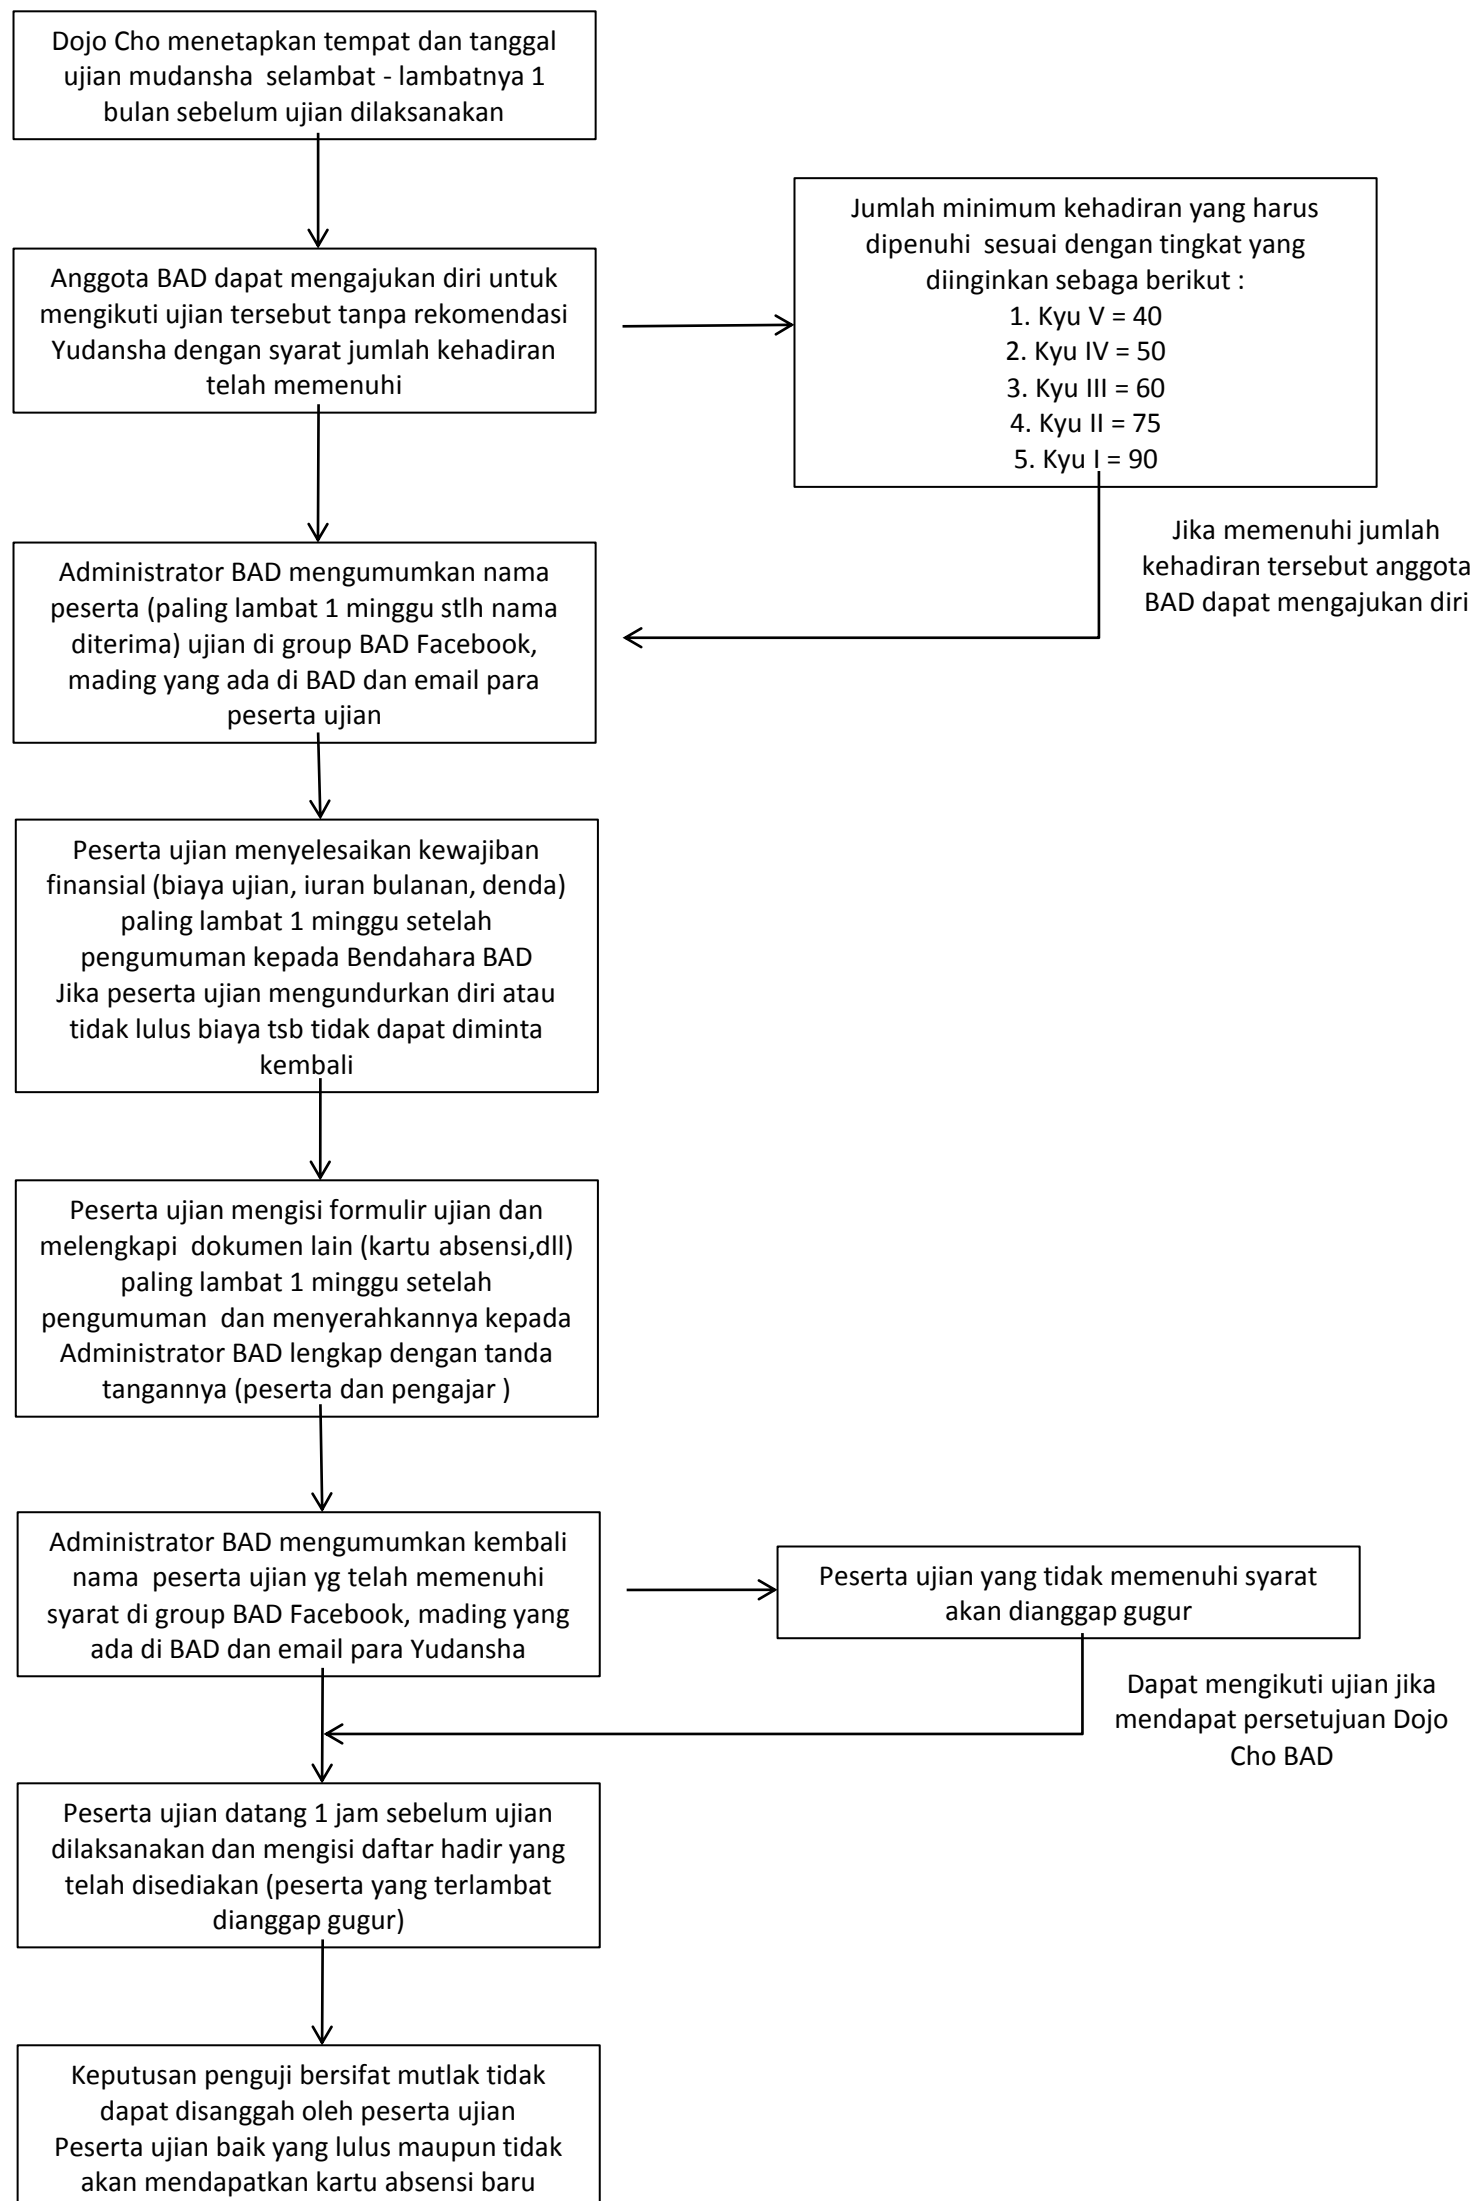 Dojo Cho menetapkan tempat dan tanggal
ujian mudansha selambat - lambatnya 1
bulan sebelum ujian dilaksanakan
Anggota BAD dapat mengajukan diri untuk
mengikuti ujian tersebut tanpa rekomendasi
Yudansha dengan syarat jumlah kehadiran
telah memenuhi
Jumlah minimum kehadiran yang harus
dipenuhi sesuai dengan tingkat yang
diinginkan sebaga berikut :
1. Kyu V = 40
2. Kyu IV = 50
3. Kyu III = 60
4. Kyu II = 75
5. Kyu I = 90
Jika memenuhi jumlah
kehadiran tersebut anggota
BAD dapat mengajukan diri
Administrator BAD mengumumkan nama
peserta (paling lambat 1 minggu stlh nama
diterima) ujian di group BAD Facebook,
mading yang ada di BAD dan email para
peserta ujian
Peserta ujian menyelesaikan kewajiban
finansial (biaya ujian, iuran bulanan, denda)
paling lambat 1 minggu setelah
pengumuman kepada Bendahara BAD
Jika peserta ujian mengundurkan diri atau
tidak lulus biaya tsb tidak dapat diminta
kembali
Peserta ujian mengisi formulir ujian dan
melengkapi dokumen lain (kartu absensi,dll)
paling lambat 1 minggu setelah
pengumuman dan menyerahkannya kepada
Administrator BAD lengkap dengan tanda
tangannya (peserta dan pengajar )
Administrator BAD mengumumkan kembali
nama peserta ujian yg telah memenuhi
syarat di group BAD Facebook, mading yang
ada di BAD dan email para Yudansha
Peserta ujian yang tidak memenuhi syarat
akan dianggap gugur
Dapat mengikuti ujian jika
mendapat persetujuan Dojo
Cho BAD
Peserta ujian datang 1 jam sebelum ujian
dilaksanakan dan mengisi daftar hadir yang
telah disediakan (peserta yang terlambat
dianggap gugur)
Keputusan penguji bersifat mutlak tidak
dapat disanggah oleh peserta ujian
Peserta ujian baik yang lulus maupun tidak
akan mendapatkan kartu absensi baru